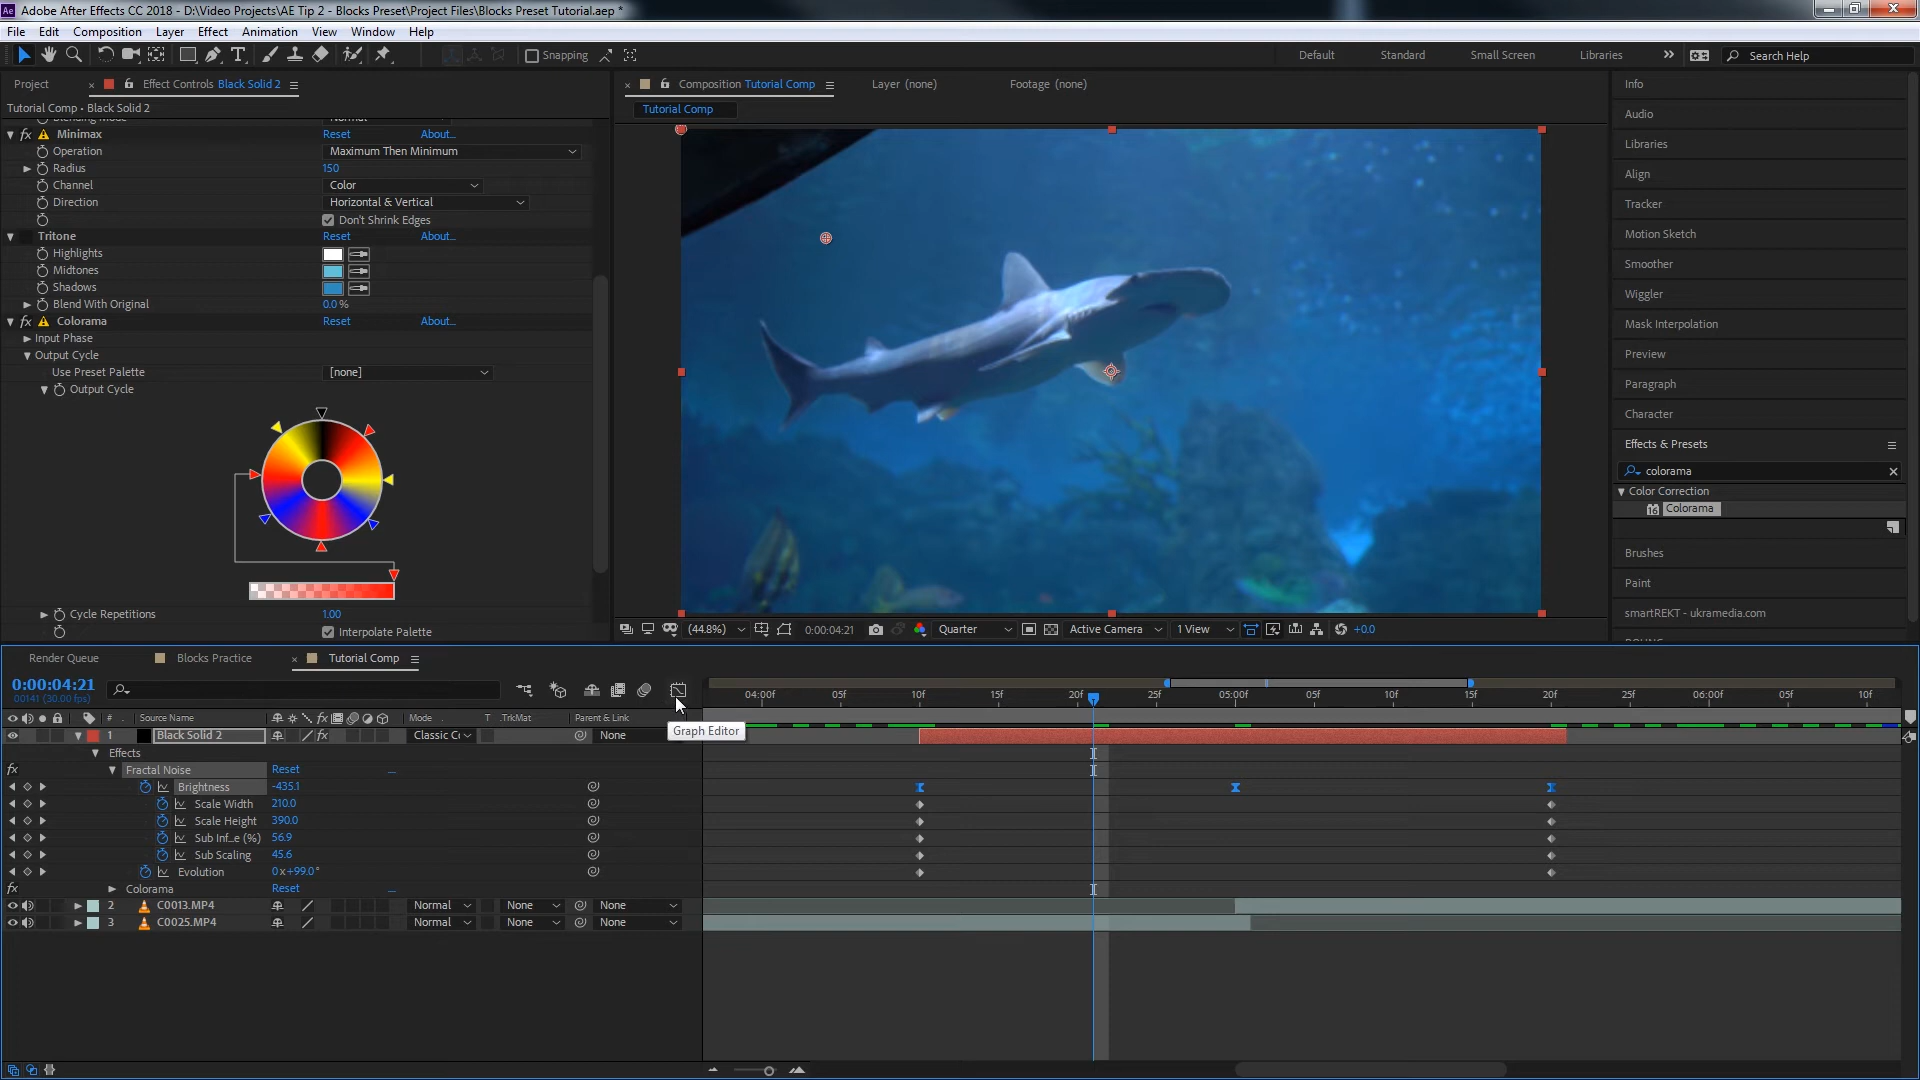 Ae Adobe After Effects CC 2018 - D:\Video Projects\AE Tip 2 - Blocks Preset\Project Files\Blocks Preset Tutorial.aep *
File Edit Composition Layer Effect Animation View Window Help
Snapping Default Standard Small Screen Libraries Search Help
Project Effect Controls Black Solid 2
Tutorial Comp • Black Solid 2
fx Minimax Reset About...
Operation Maximum Then Minimum
Radius 150
Channel Color
Direction Horizontal & Vertical
Don't Shrink Edges
Tritone Reset About...
Highlights
Midtones
Shadows
Blend With Original 0.0 %
fx Colorama Reset About...
Input Phase
Output Cycle
Use Preset Palette [none]
Output Cycle
Cycle Repetitions 1.00
Interpolate Palette
Composition Tutorial Comp Layer (none) Footage (none)
Tutorial Comp
(44.8%) 0:00:04:21 Quarter Active Camera 1 View +0.0
Info
Audio
Libraries
Align
Tracker
Motion Sketch
Smoother
Wiggler
Mask Interpolation
Preview
Paragraph
Character
Effects & Presets
colorama
Color Correction
Colorama
Brushes
Paint
smartREKT - ukramedia.com
Render Queue Blocks Practice Tutorial Comp
0:00:04:21
00141 (30.00 fps)
04:00f 05f 10f 15f 20f 25f 05:00f 05f 10f 15f 20f 25f 06:00f 05f 10f
# Source Name fx Mode T .TrkMat Parent & Link
1 Black Solid 2 fx Classic C None
Graph Editor
Effects
fx Fractal Noise Reset
Brightness -435.1
Scale Width 210.0
Scale Height 390.0
Sub Inf...e (%) 56.9
Sub Scaling 45.6
Evolution 0x+99.0°
fx Colorama Reset
2 C0013.MP4 Normal None None
3 C0025.MP4 Normal None None